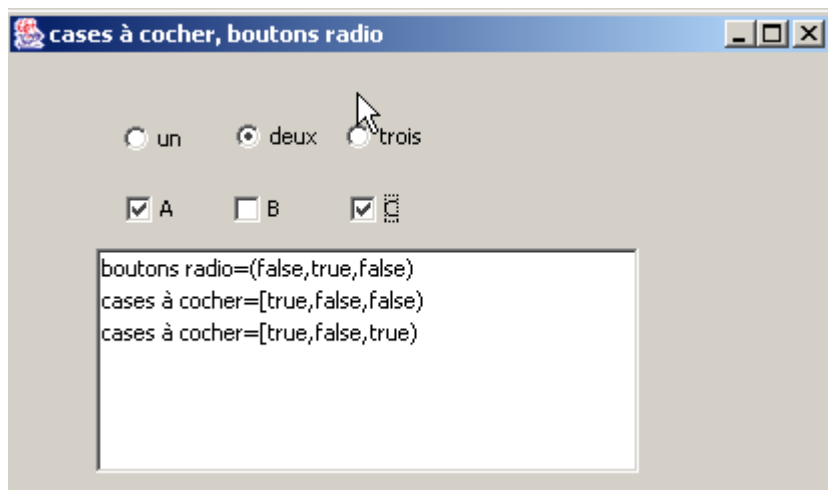 cases à cocher, boutons radio
un deux trois
A B C
boutons radio=(false,true,false)
cases à cocher=[true,false,false)
cases à cocher=[true,false,true)